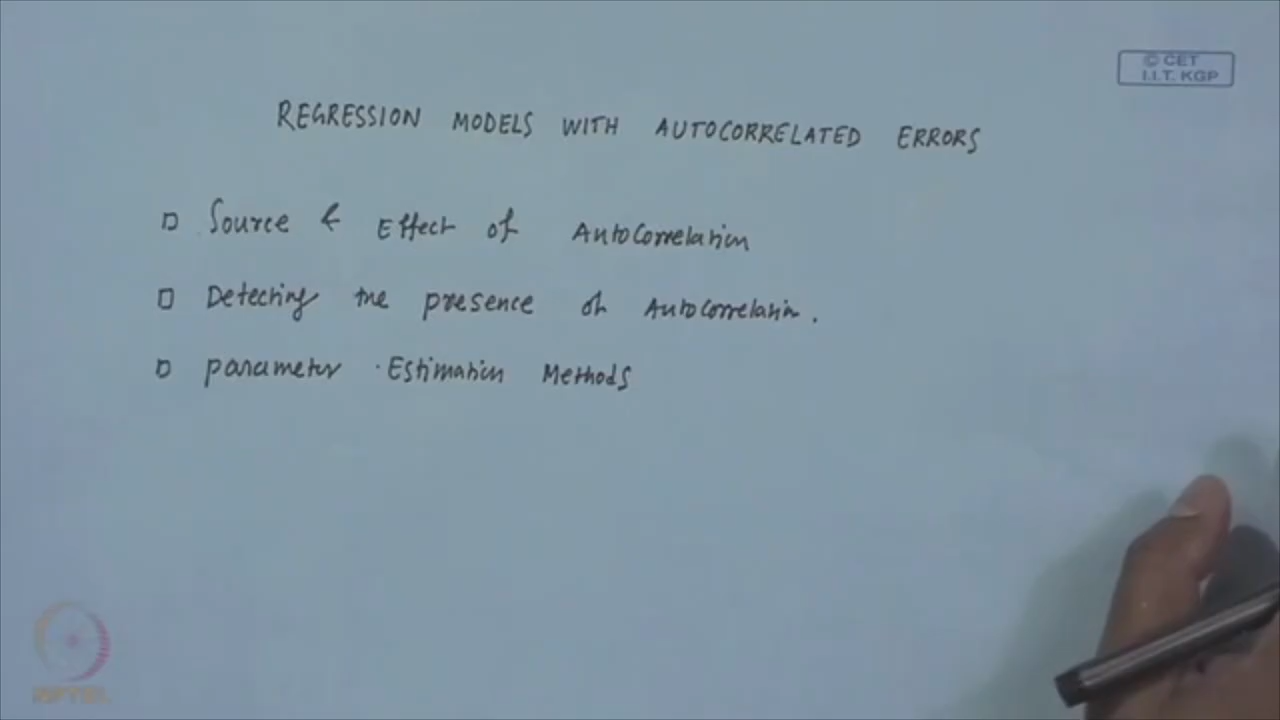 © CET
I.I.T. KGP
REGRESSION MODELS WITH AUTOCORRELATED ERRORS
Source & Effect of AutoCorrelation
Detecting the presence of AutoCorrelation.
parameter Estimation Methods
NPTEL